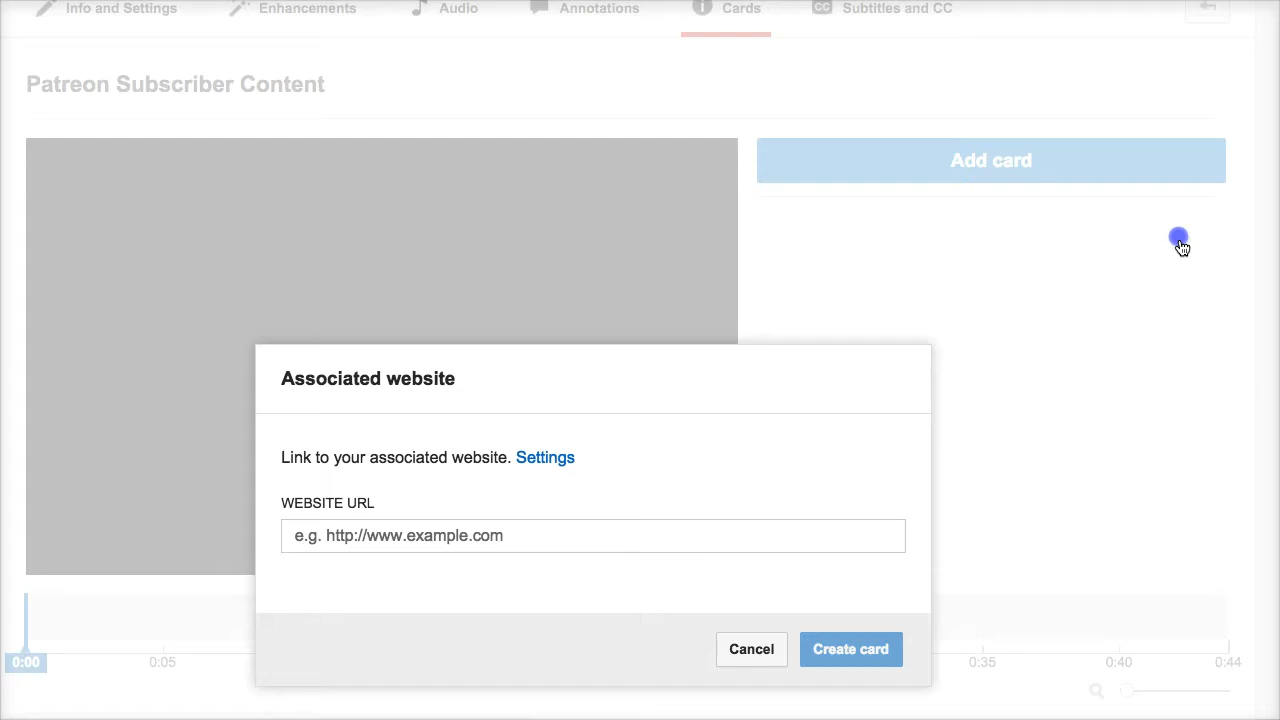 Info and Settings Enhancements Audio Annotations Cards CC Subtitles and CC
Patreon Subscriber Content
Add card
Associated website
Link to your associated website. Settings
WEBSITE URL
e.g. http://www.example.com
Cancel Create card
0:00 0:05 0:35 0:40 0:44